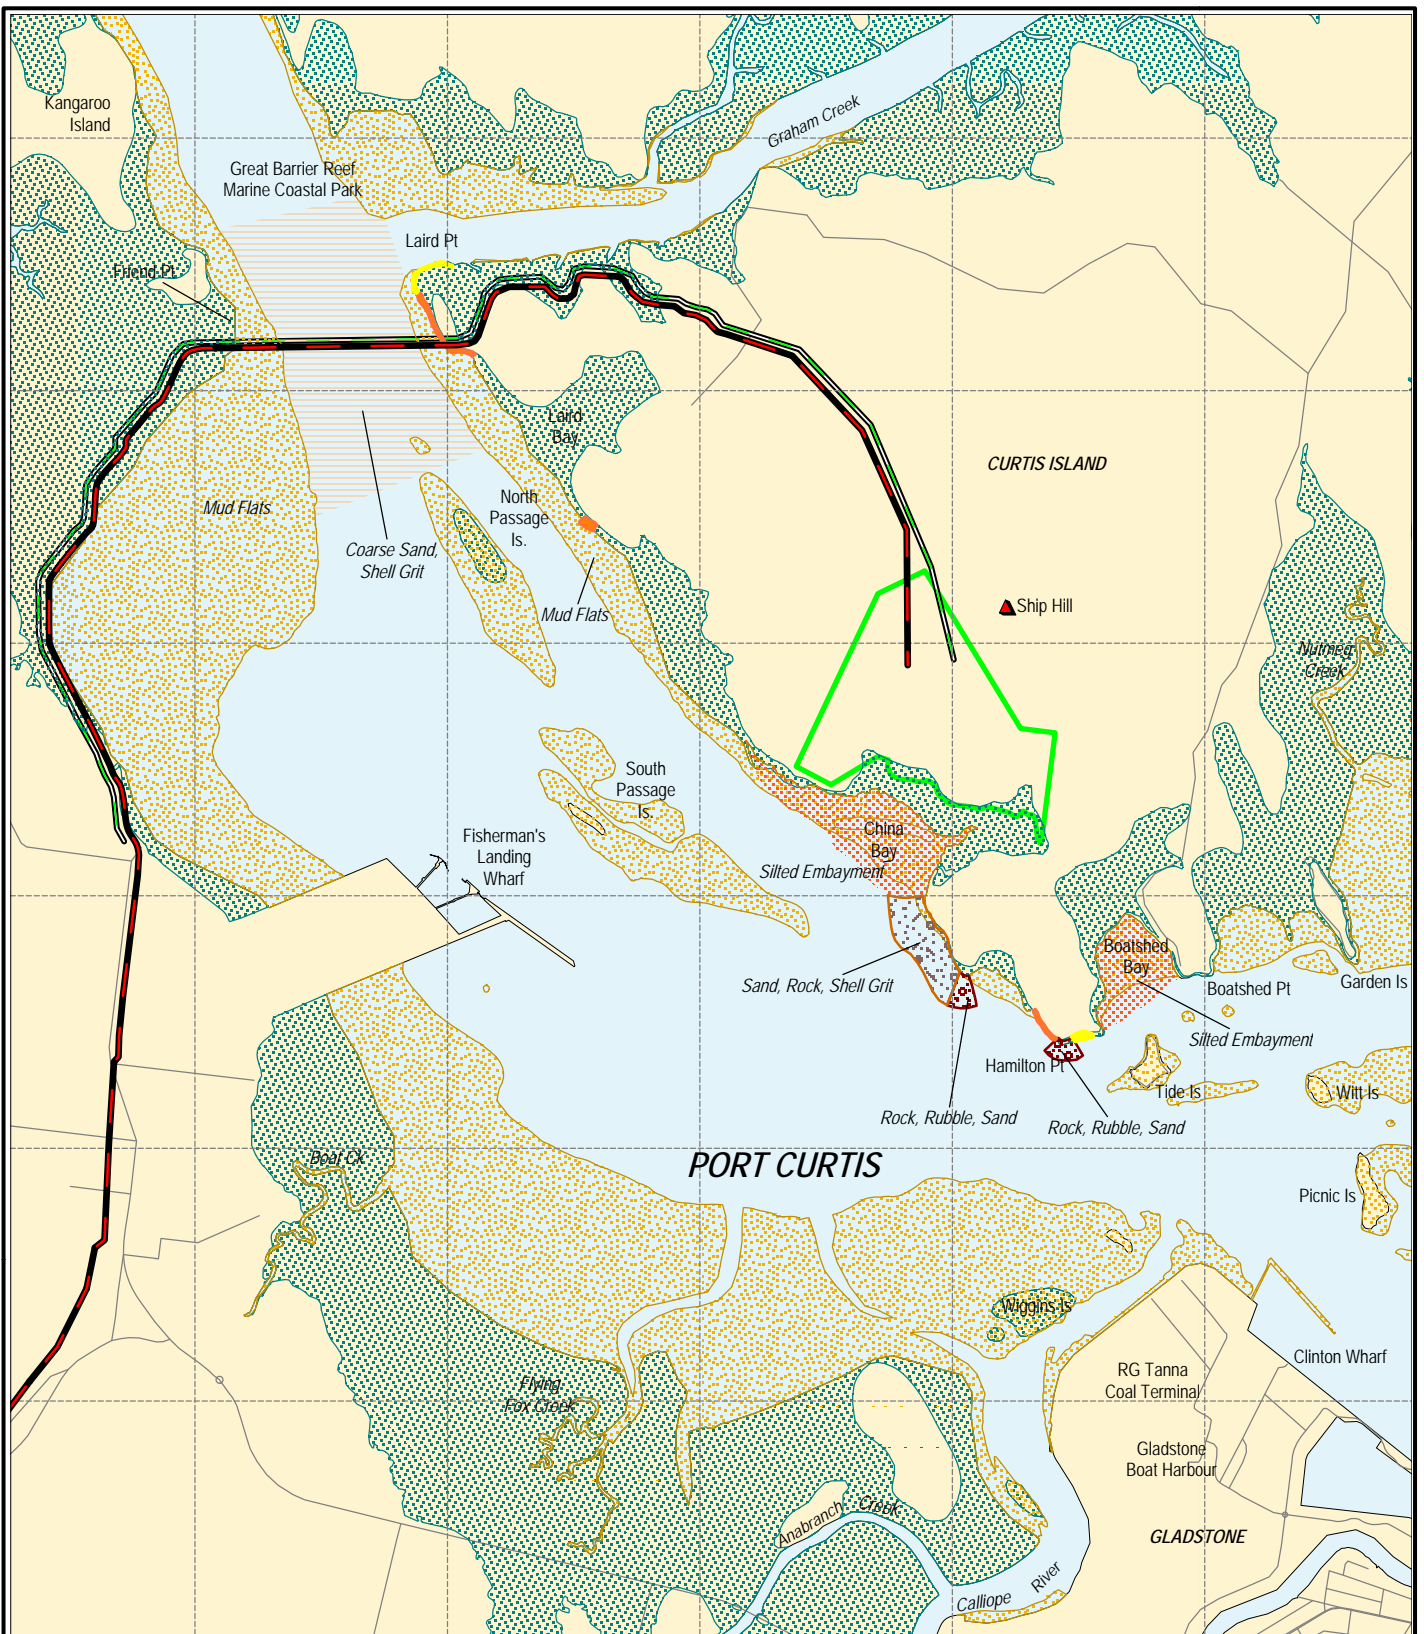 Kangaroo
Island
Graham Creek
Great Barrier Reef
Marine Coastal Park
Laird Pt
Friend Pt
Laird
Bay
CURTIS ISLAND
Mud Flats
North
Passage
Is.
Coarse Sand,
Shell Grit
Mud Flats
Ship Hill
Nutmeg
Creek
South
Passage
Is.
Fisherman's
Landing
Wharf
China
Bay
Silted Embayment
Boatshed
Bay
Sand, Rock, Shell Grit
Boatshed Pt
Garden Is
Silted Embayment
Hamilton Pt
Tide Is
Witt Is
Rock, Rubble, Sand
Rock, Rubble, Sand
Boat Ck
PORT CURTIS
Picnic Is
Wiggins Is
Clinton Wharf
RG Tanna
Coal Terminal
Flying
Fox Creek
Gladstone
Boat Harbour
Anabranch Creek
GLADSTONE
Calliope River